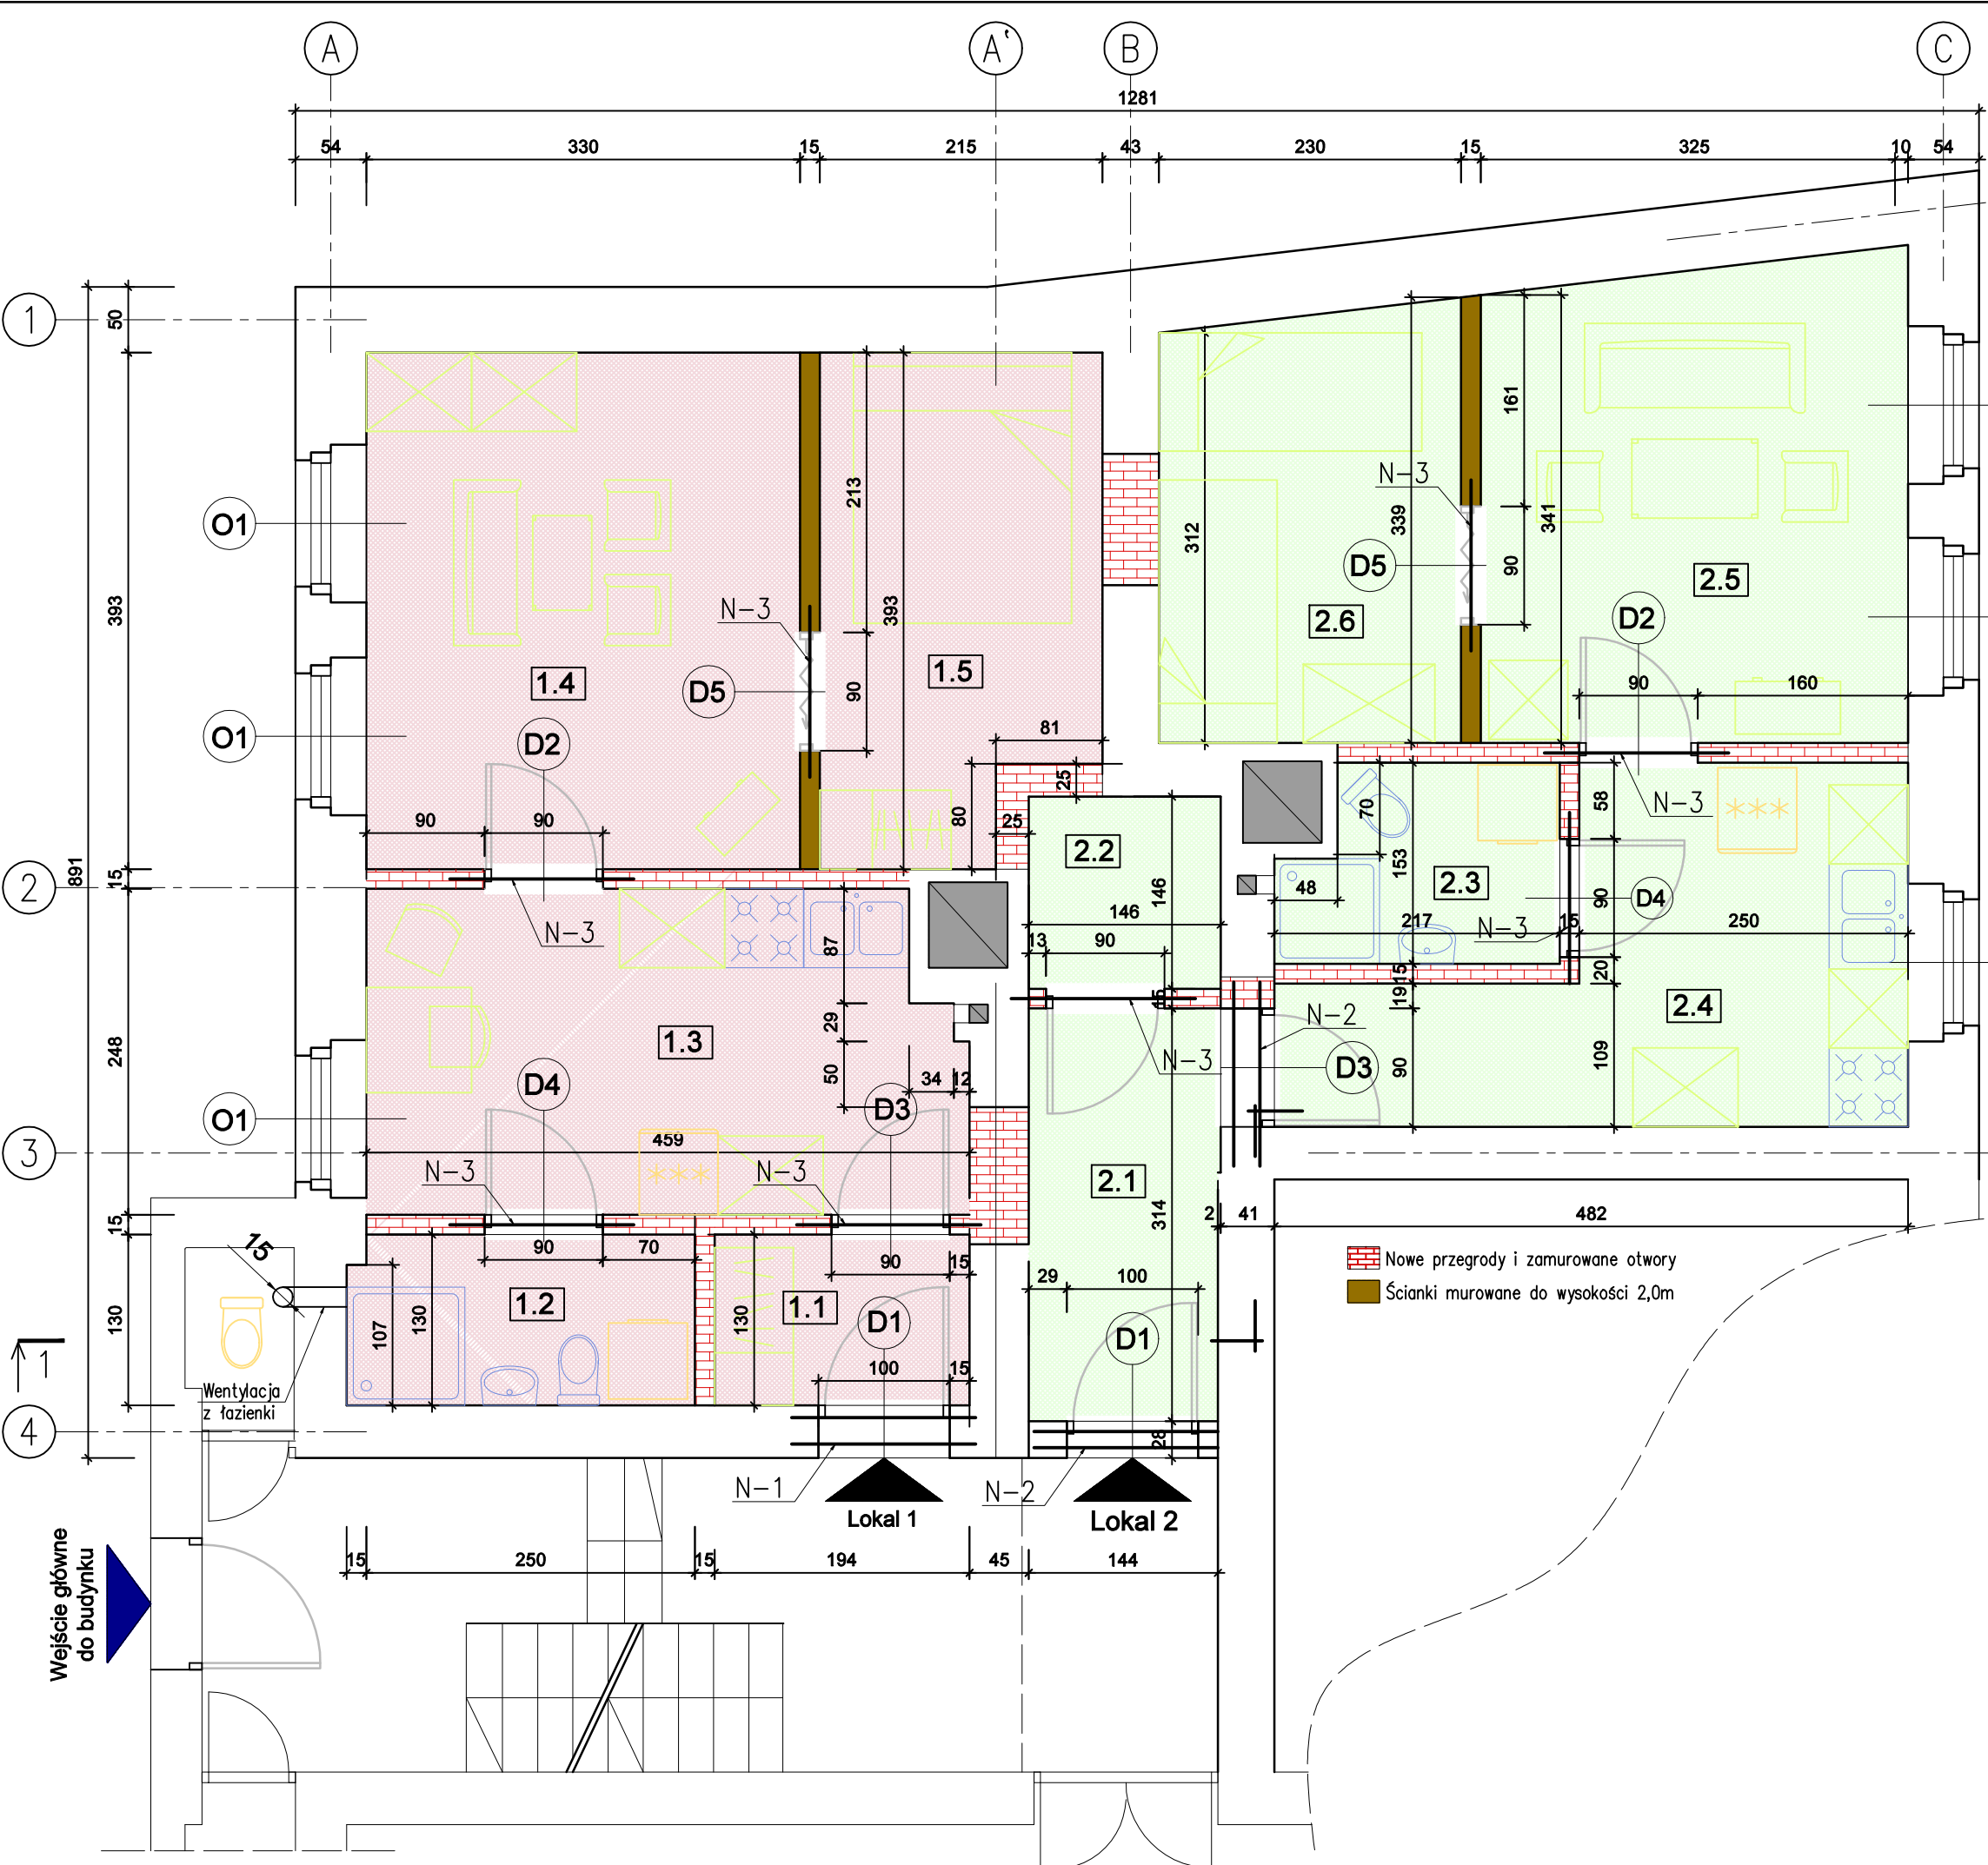 A
A'
B
C
1281
54
330
15
215
43
230
15
325
10
54
1
50
161
213
N-3
312
339
341
90
O1
D5
2.5
393
393
N-3
2.6
D2
1.4
D5
90
1.5
90
160
O1
D2
81
25
80
58
N-3
70
90
90
25
2.2
153
2
15
891
146
2.3
D4
90
48
N-3
146
217
N-3
15
250
87
13
90
15
20
15
19
2.4
N-2
29
1.3
248
50
N-3
D3
90
109
D4
34
12
D3
O1
459
3
N-3
N-3
2.1
314
2
41
482
15
15
90
70
90
15
Nowe przegrody i zamurowane otwory
29
100
Ścianki murowane do wysokości 2,0m
1.2
1.1
130
107
130
130
D1
D1
1
100
15
Wentylacja
z łazienki
4
28
N-1
N-2
Lokal 1
Lokal 2
Wejście główne
do budynku
15
250
15
194
45
144